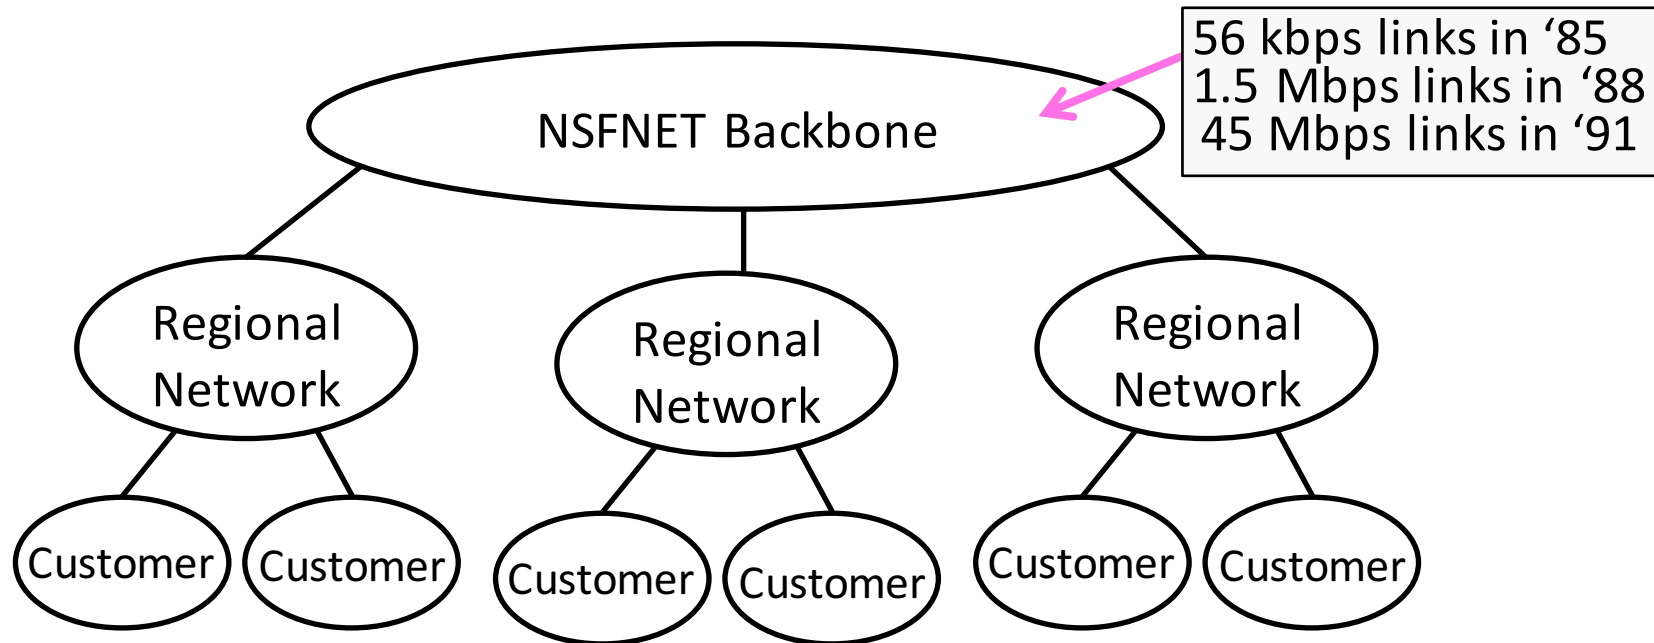 56 kbps links in ‘85
1.5 Mbps links in ‘88
45 Mbps links in ‘91
NSFNET Backbone
Regional
Network
Regional
Network
Regional
Network
Customer
Customer
Customer
Customer
Customer
Customer